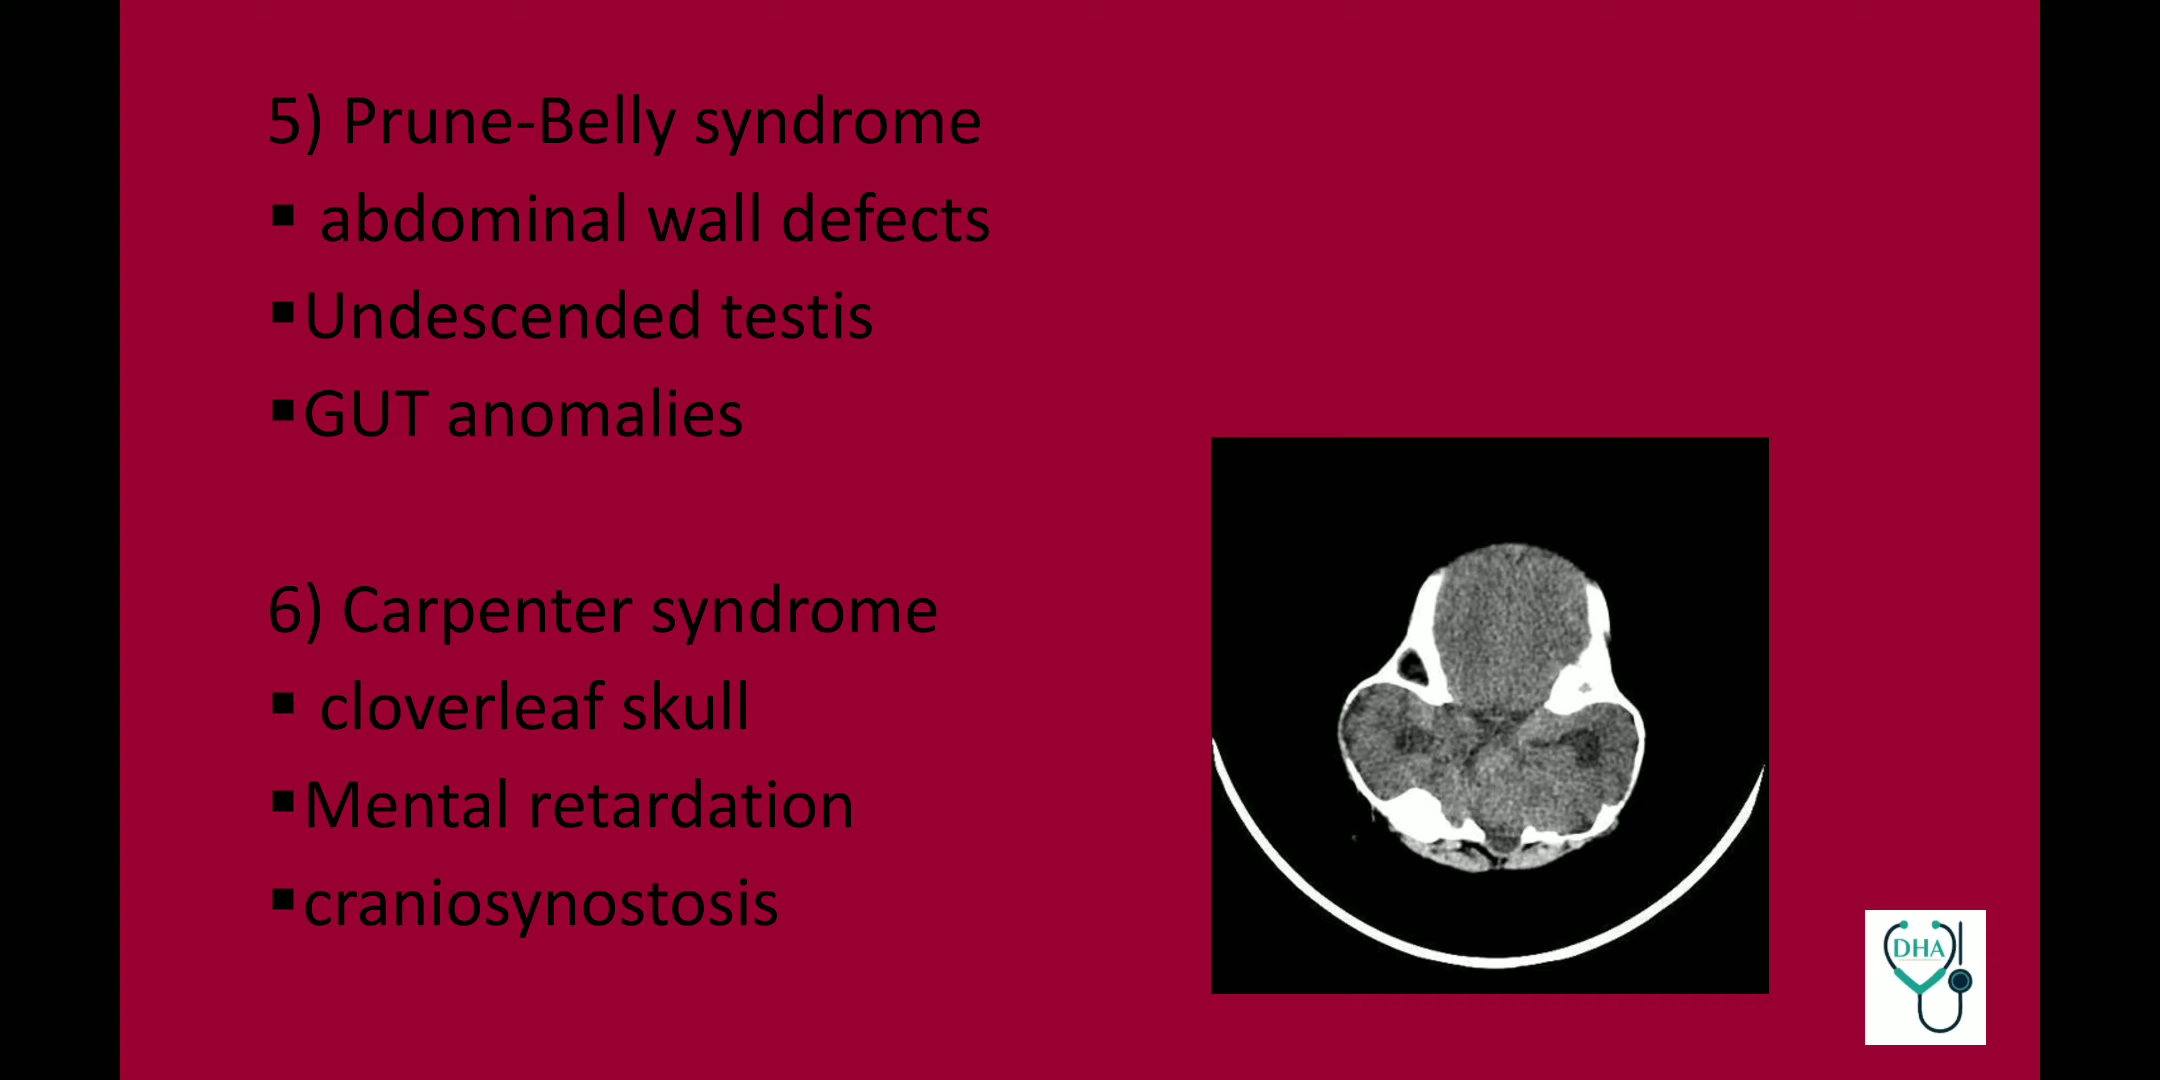 5) Prune-Belly syndrome
▪ abdominal wall defects
▪Undescended testis
▪GUT anomalies
6) Carpenter syndrome
▪ cloverleaf skull
▪Mental retardation
▪craniosynostosis
DHA